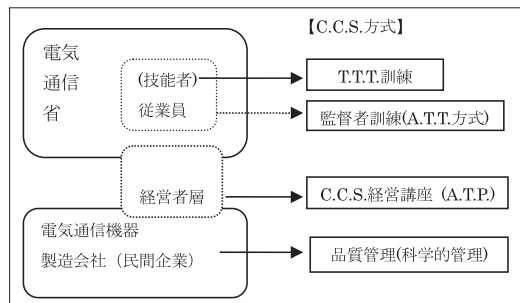 【C.C.S.方式】
電気
通信
省
(技能者)
従業員
T.T.T.訓練
監督者訓練(A.T.T.方式)
経営者層
C.C.S.経営講座 (A.T.P.)
電気通信機器
製造会社（民間企業）
品質管理(科学的管理)